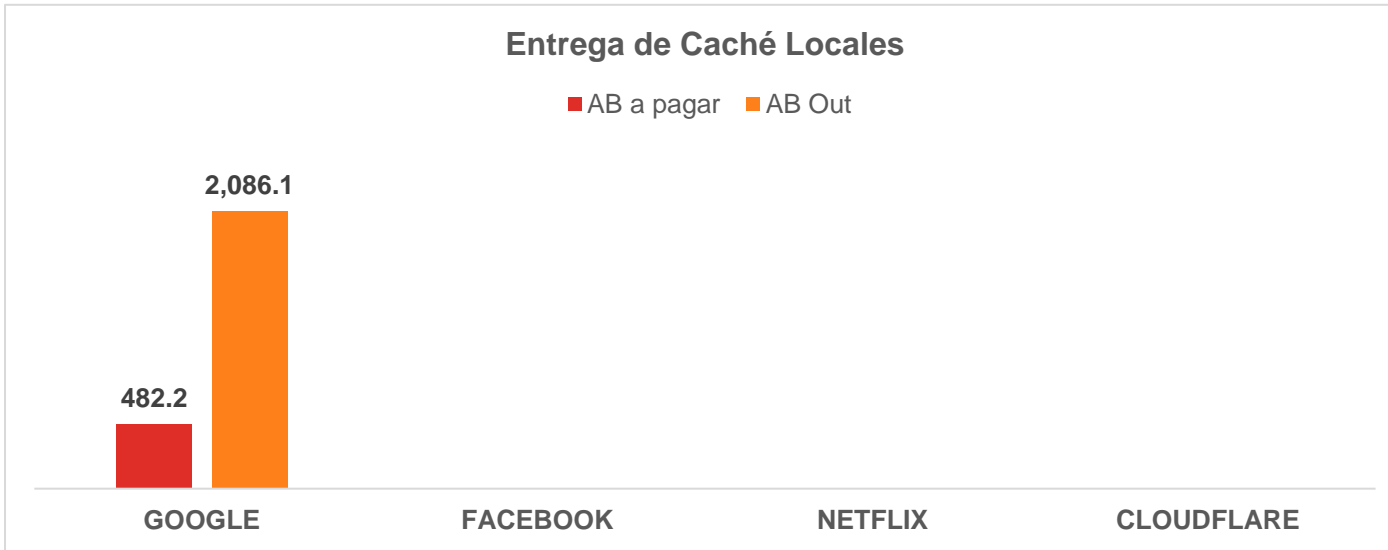 Entrega de Caché Locales
AB a pagar AB Out
2,086.1
482.2
GOOGLE FACEBOOK NETFLIX CLOUDFLARE